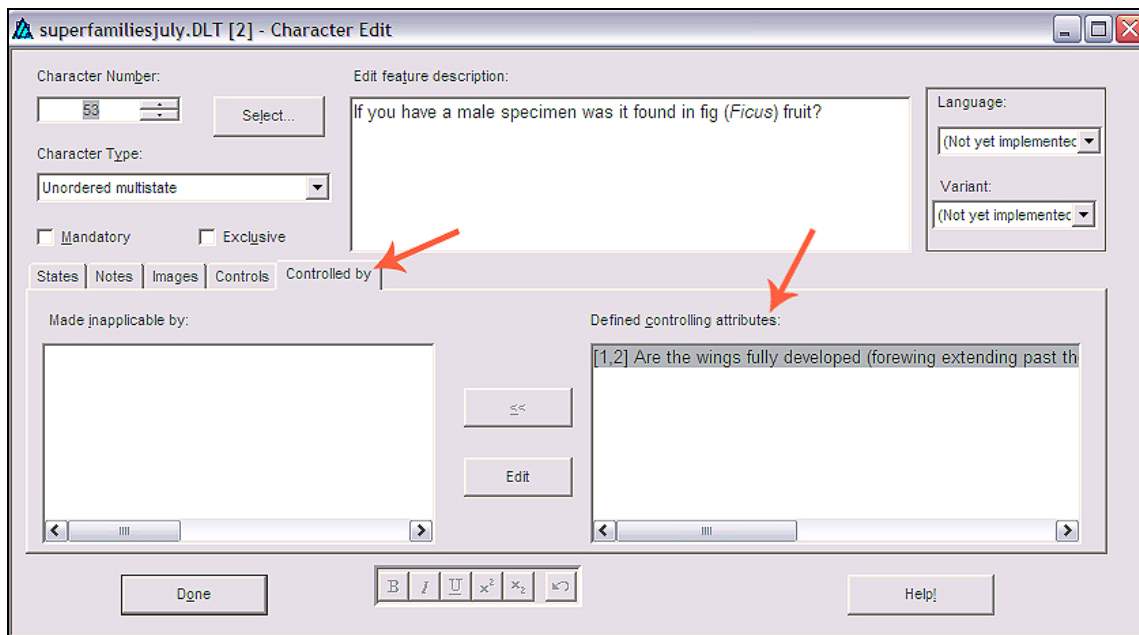 superfamiliesjuly.DLT [2] - Character Edit
Character Number:
53
Select...
Character Type:
Unordered multistate
Mandatory
Exclusive
Edit feature description:
If you have a male specimen was it found in fig (Ficus) fruit?
Language:
(Not yet implementec
Variant:
(Not yet implementec
States
Notes
Images
Controls
Controlled by
Made inapplicable by:
<<
Edit
Defined controlling attributes:
[1,2] Are the wings fully developed (forewing extending past th
Done
B I U x² x₂
Help!